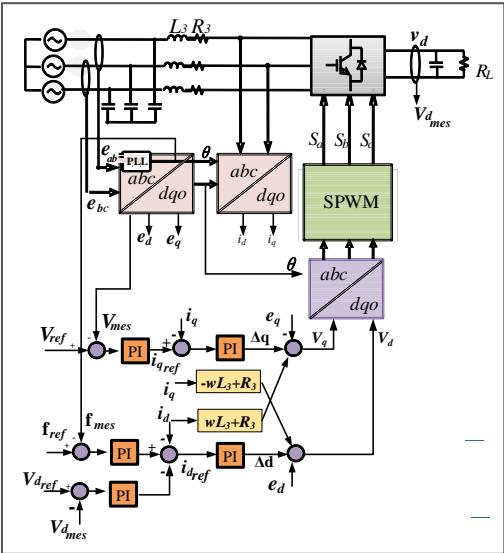 L3 R3
vd
RL
Vdmes
Sa Sb Sc
eab
PLL
θ
abc
dqo
abc
dqo
SPWM
ebc
ed
eq
id
iq
θ
abc
dqo
Vmes
iq
eq
Vq
Vd
Vref
+
-
PI
+
-
iqref
PI
Δq
-
iq
-wL3+R3
id
wL3+R3
fref
+
-
fmes
PI
+
-
-
idref
PI
Δd
-
ed
Vdref
+
-
PI
Vdmes